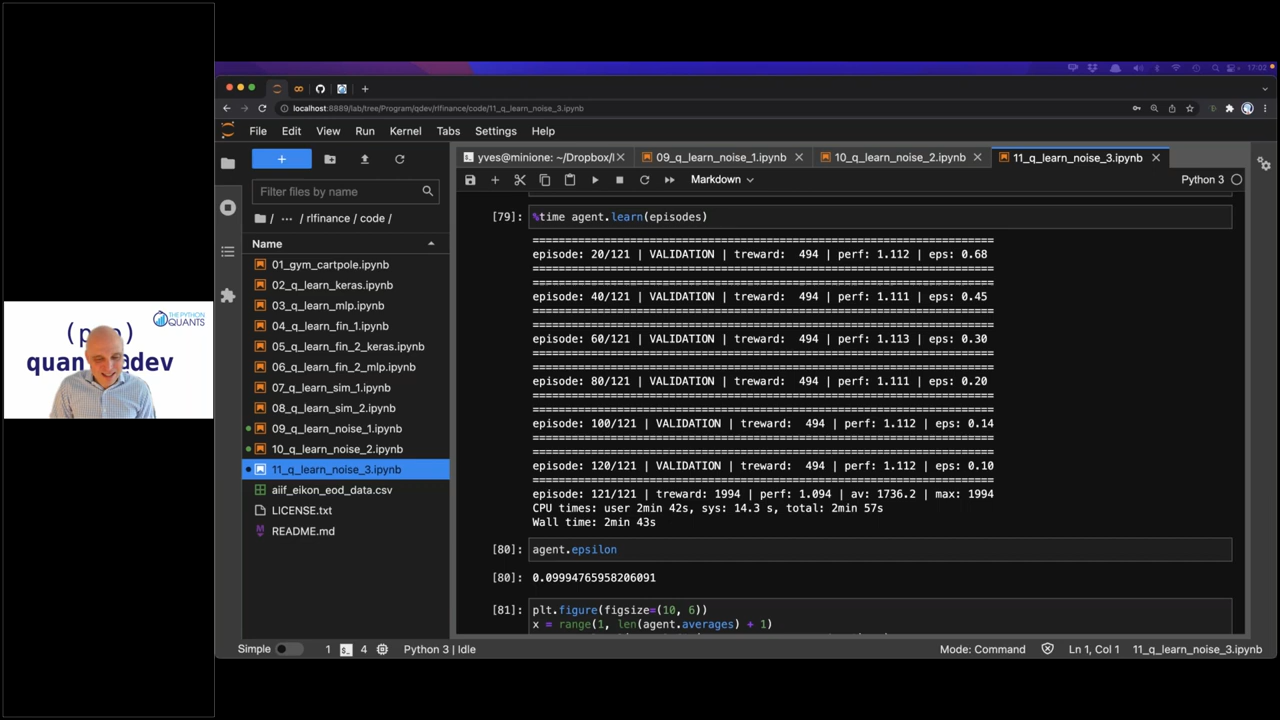 17:02
localhost:8889/lab/tree/Program/qdev/rlfinance/code/11_q_learn_noise_3.ipynb
File Edit View Run Kernel Tabs Settings Help
yves@minione: ~/Dropbox/
09_q_learn_noise_1.ipynb
10_q_learn_noise_2.ipynb
11_q_learn_noise_3.ipynb
Markdown
Python 3
Filter files by name
/ ... / rlfinance / code /
Name
01_gym_cartpole.ipynb
02_q_learn_keras.ipynb
03_q_learn_mlp.ipynb
04_q_learn_fin_1.ipynb
05_q_learn_fin_2_keras.ipynb
06_q_learn_fin_2_mlp.ipynb
07_q_learn_sim_1.ipynb
08_q_learn_sim_2.ipynb
09_q_learn_noise_1.ipynb
10_q_learn_noise_2.ipynb
11_q_learn_noise_3.ipynb
aiif_eikon_eod_data.csv
LICENSE.txt
README.md
[79]: %time agent.learn(episodes)
=================================================================
episode: 20/121 | VALIDATION | treward: 494 | perf: 1.112 | eps: 0.68
=================================================================
=================================================================
episode: 40/121 | VALIDATION | treward: 494 | perf: 1.111 | eps: 0.45
=================================================================
=================================================================
episode: 60/121 | VALIDATION | treward: 494 | perf: 1.113 | eps: 0.30
=================================================================
=================================================================
episode: 80/121 | VALIDATION | treward: 494 | perf: 1.111 | eps: 0.20
=================================================================
=================================================================
episode: 100/121 | VALIDATION | treward: 494 | perf: 1.112 | eps: 0.14
=================================================================
=================================================================
episode: 120/121 | VALIDATION | treward: 494 | perf: 1.112 | eps: 0.10
=================================================================
episode: 121/121 | treward: 1994 | perf: 1.094 | av: 1736.2 | max: 1994
CPU times: user 2min 42s, sys: 14.3 s, total: 2min 57s
Wall time: 2min 43s
[80]: agent.epsilon
[80]: 0.09994765958206091
[81]: plt.figure(figsize=(10, 6))
x = range(1, len(agent.averages) + 1)
THE PYTHON
QUANTS
Simple 1 4 Python 3 | Idle
Mode: Command
Ln 1, Col 1
11_q_learn_noise_3.ipynb